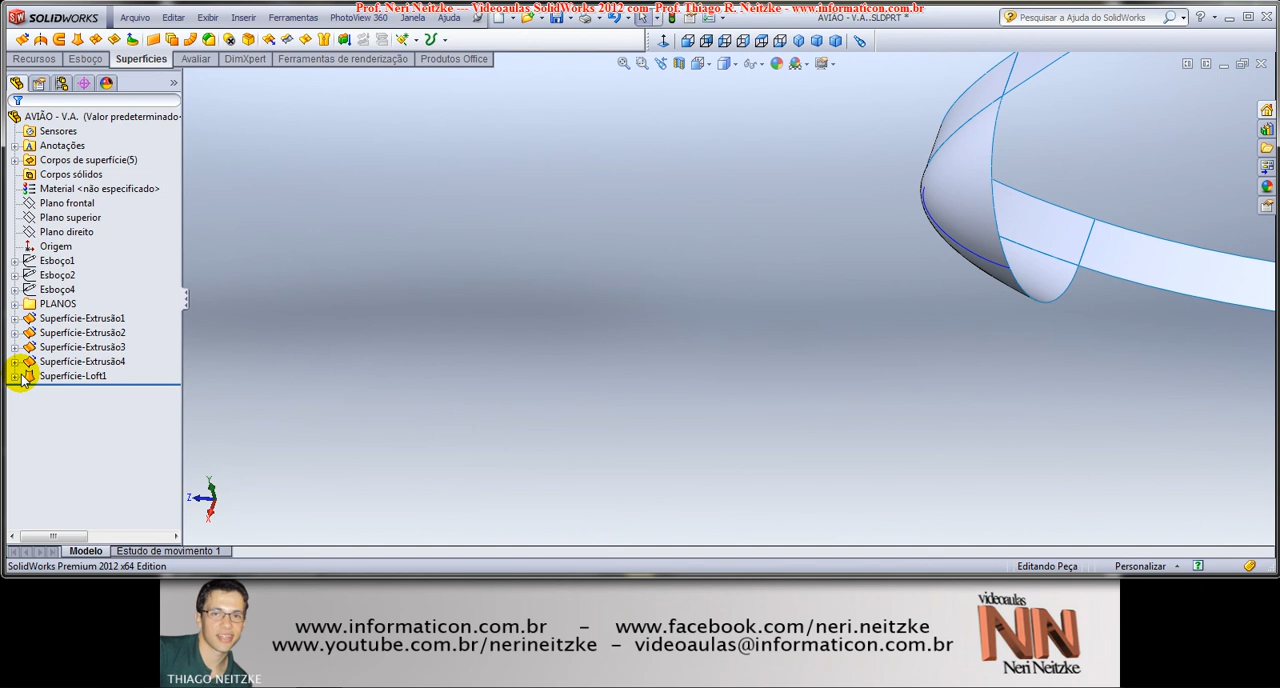 Prof. Neri Neitzke --- Videoaulas SolidWorks 2012 com Prof. Thiago R. Neitzke - www.informaticon.com.br
SOLIDWORKS
Arquivo Editar Exibir Inserir Ferramentas PhotoView 360 Janela Ajuda
AVIÃO - V.A..SLDPRT *
Pesquisar a Ajuda do SolidWorks
Recursos Esboço Superfícies Avaliar DimXpert Ferramentas de renderização Produtos Office
AVIÃO - V.A. (Valor predeterminado
Sensores
Anotações
Corpos de superfície(5)
Corpos sólidos
Material <não especificado>
Plano frontal
Plano superior
Plano direito
Origem
Esboço1
Esboço2
Esboço4
PLANOS
Superfície-Extrusão1
Superfície-Extrusão2
Superfície-Extrusão3
Superfície-Extrusão4
Superfície-Loft1
Y
Z
X
Modelo Estudo de movimento 1
SolidWorks Premium 2012 x64 Edition
Editando Peça
Personalizar
www.informaticon.com.br - www.facebook.com/neri.neitzke
www.youtube.com.br/nerineitzke - videoaulas@informaticon.com.br
THIAGO NEITZKE
videoaulas
NN
Neri Neitzke